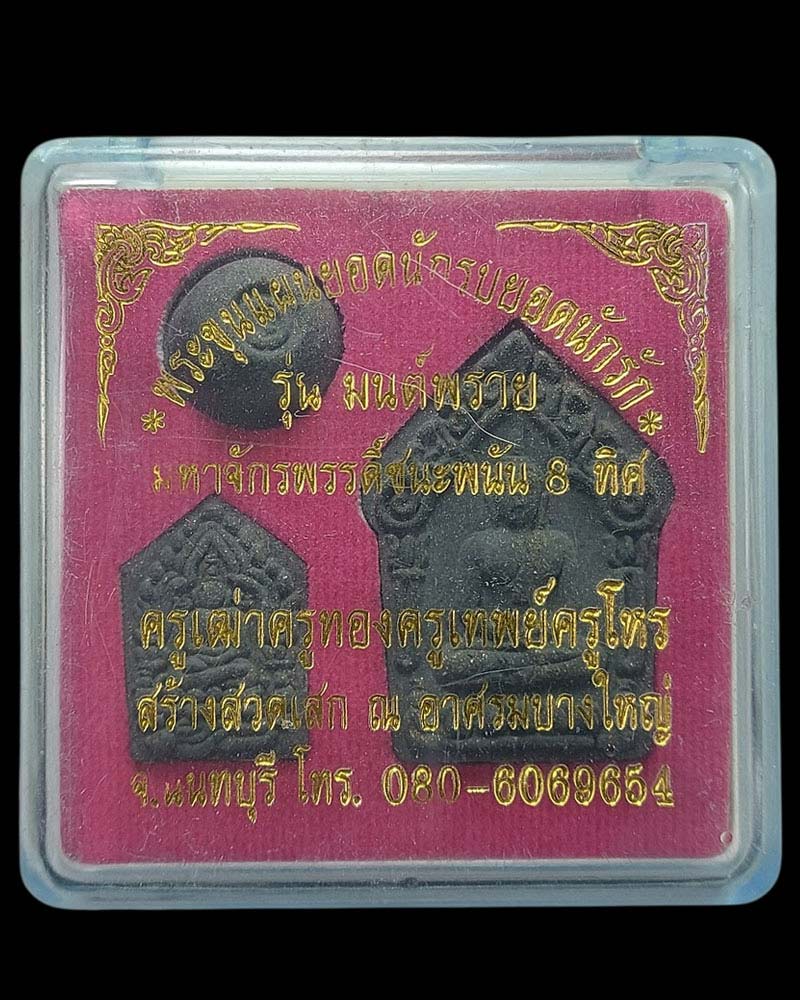 *พระขุนแผนยอดนักรบยอดนักรัก*
รุ่น มนต์พราย
มหาจักรพรรดิ์ชนะพนัน 8 ทิศ
ครูเฒ่าครูทองครูเทพย์ครูโหร
สร้างสวดเสก ณ อาศรมบางใหญ่
จ.นนทบุรี โทร. 080-6069654